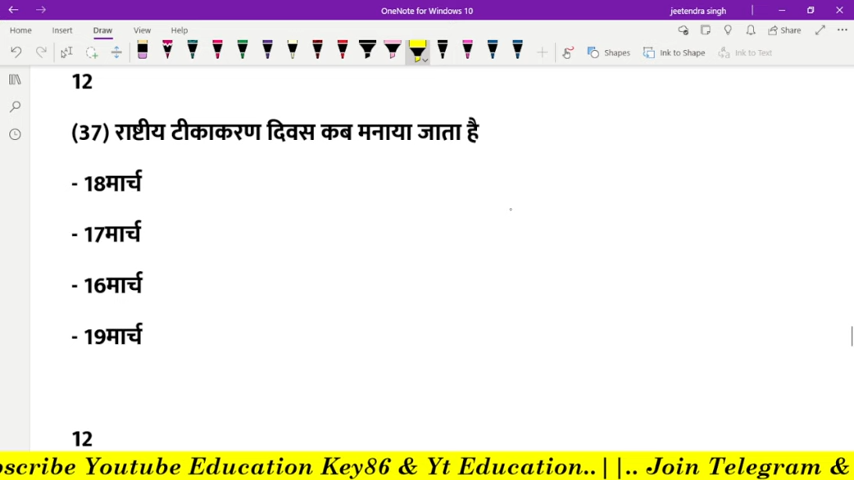 OneNote for Windows 10
jeetendra singh
Home Insert Draw View Help
Share
Shapes Ink to Shape Ink to Text
12
(37) राष्टीय टीकाकरण दिवस कब मनाया जाता है
- 18मार्च
- 17मार्च
- 16मार्च
- 19मार्च
12
bscribe Youtube Education Key86 & Yt Education..||.. Join Telegram &